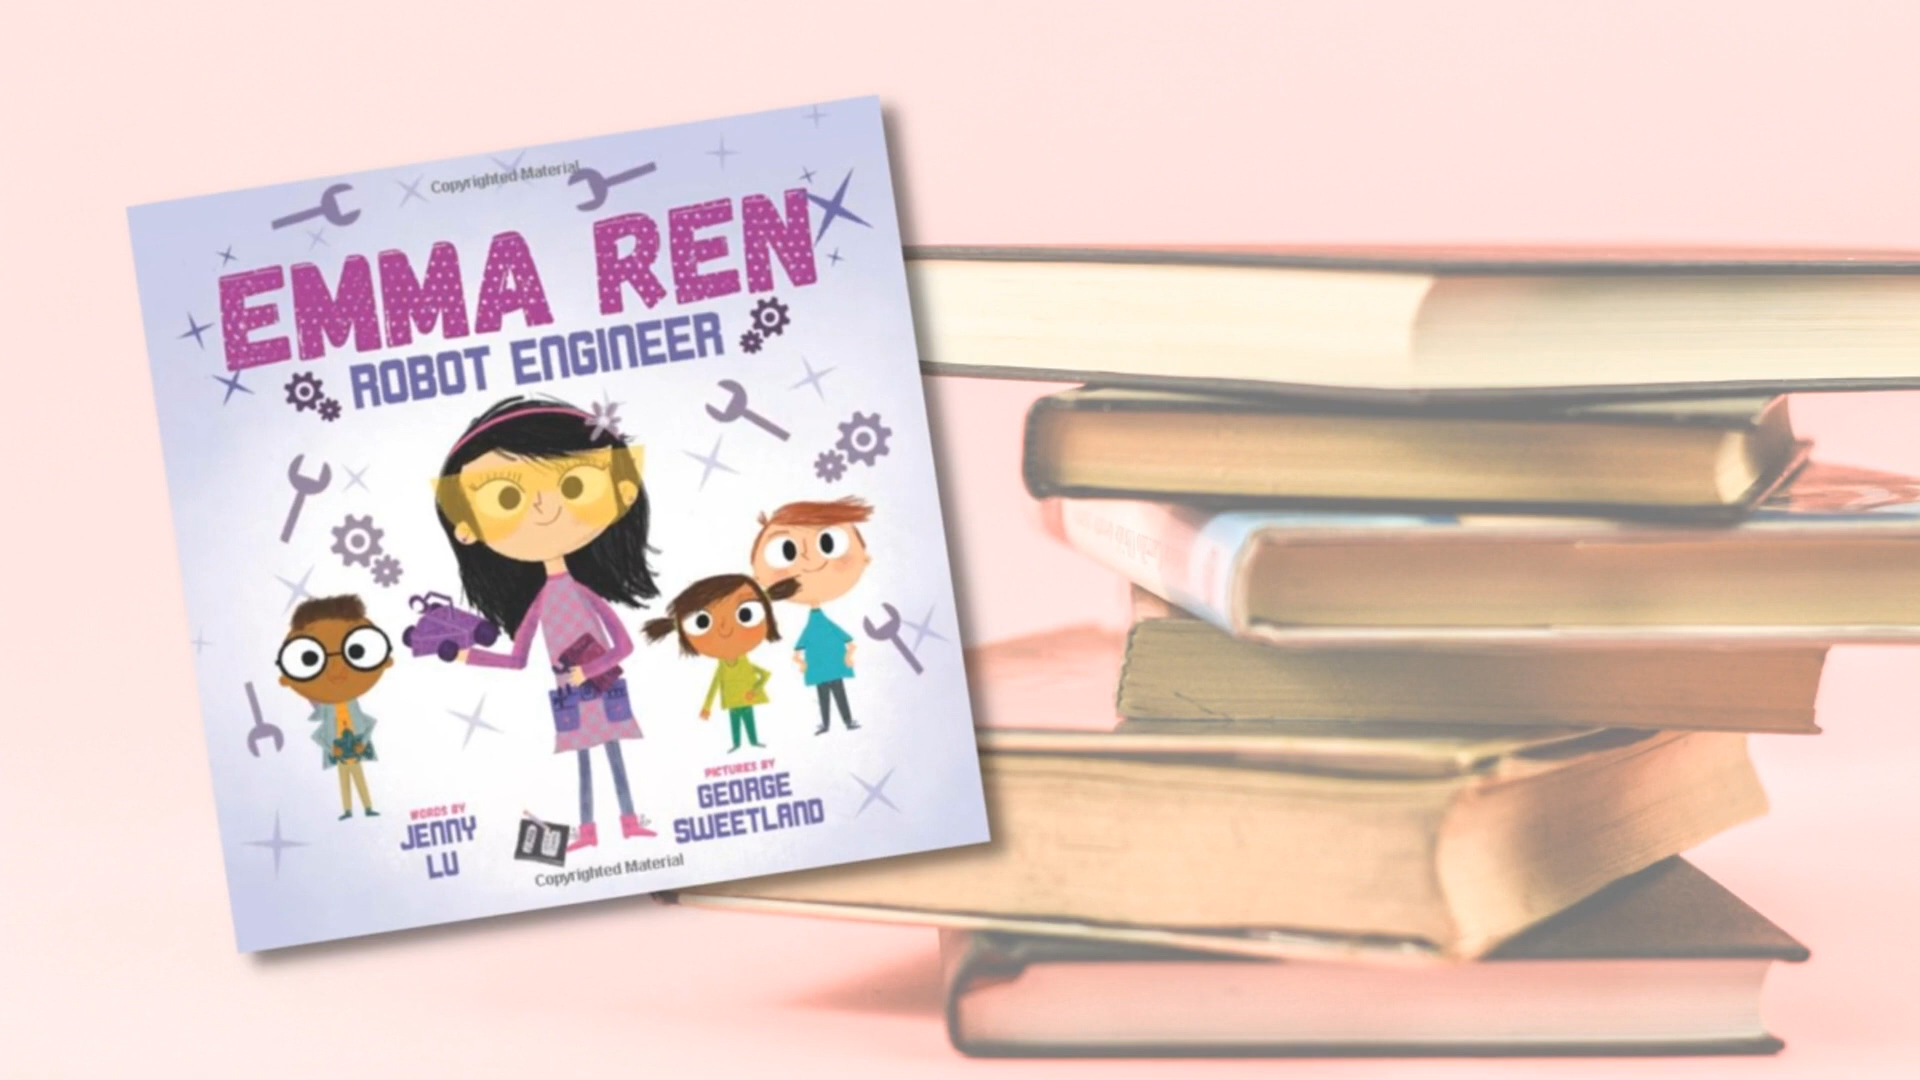 Copyrighted Material
EMMA REN
ROBOT ENGINEER
WORDS BY
JENNY
LU
PICTURES BY
GEORGE
SWEETLAND
Copyrighted Material